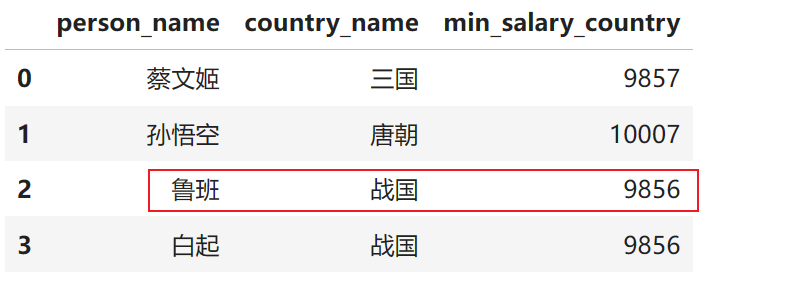 person_name country_name min_salary_country
0 蔡文姬 三国 9857
1 孙悟空 唐朝 10007
2 鲁班 战国 9856
3 白起 战国 9856